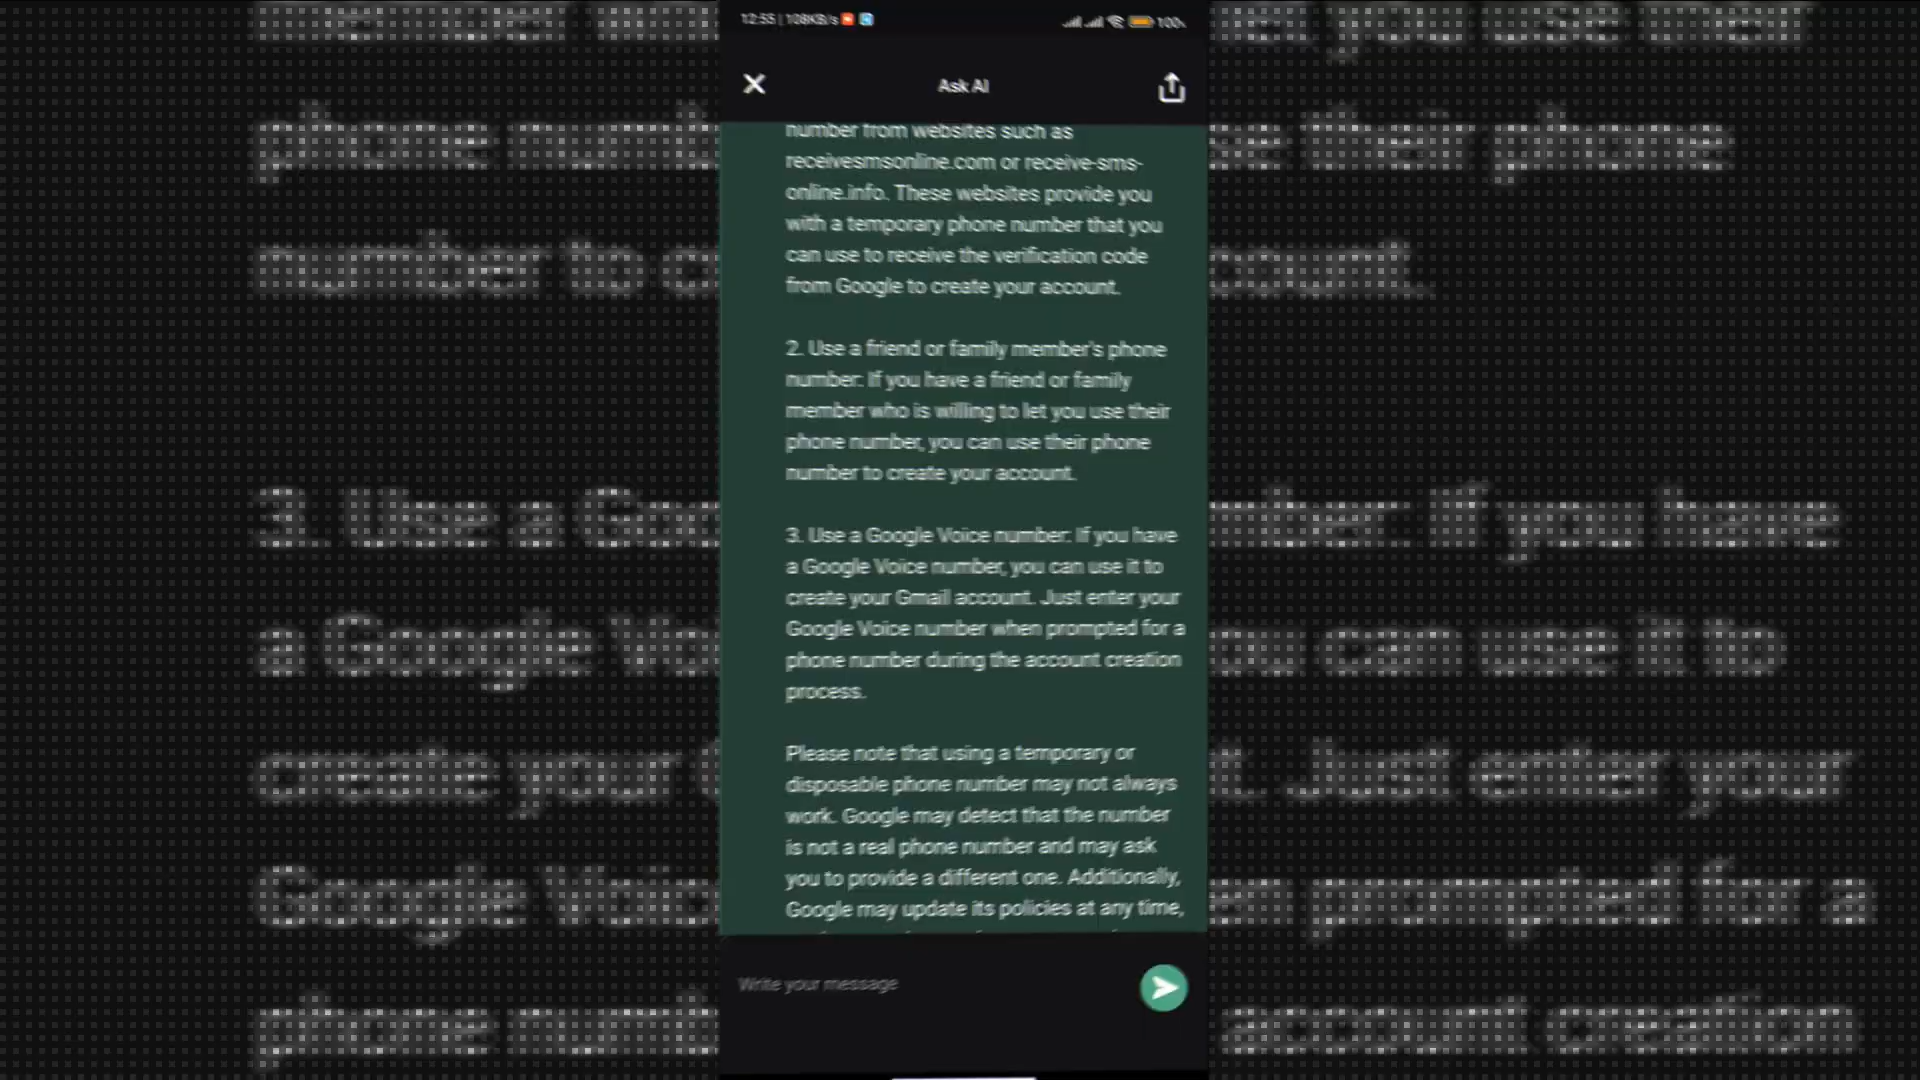 12:55 | 108KB/s
100%
Ask AI
number from websites such as
receivesmsonline.com or receive-sms-
online.info. These websites provide you
with a temporary phone number that you
can use to receive the verification code
from Google to create your account.
2. Use a friend or family member's phone
number: If you have a friend or family
member who is willing to let you use their
phone number, you can use their phone
number to create your account.
3. Use a Google Voice number: If you have
a Google Voice number, you can use it to
create your Gmail account. Just enter your
Google Voice number when prompted for a
phone number during the account creation
process.
Please note that using a temporary or
disposable phone number may not always
work. Google may detect that the number
is not a real phone number and may ask
you to provide a different one. Additionally,
Google may update its policies at any time,
Write your message